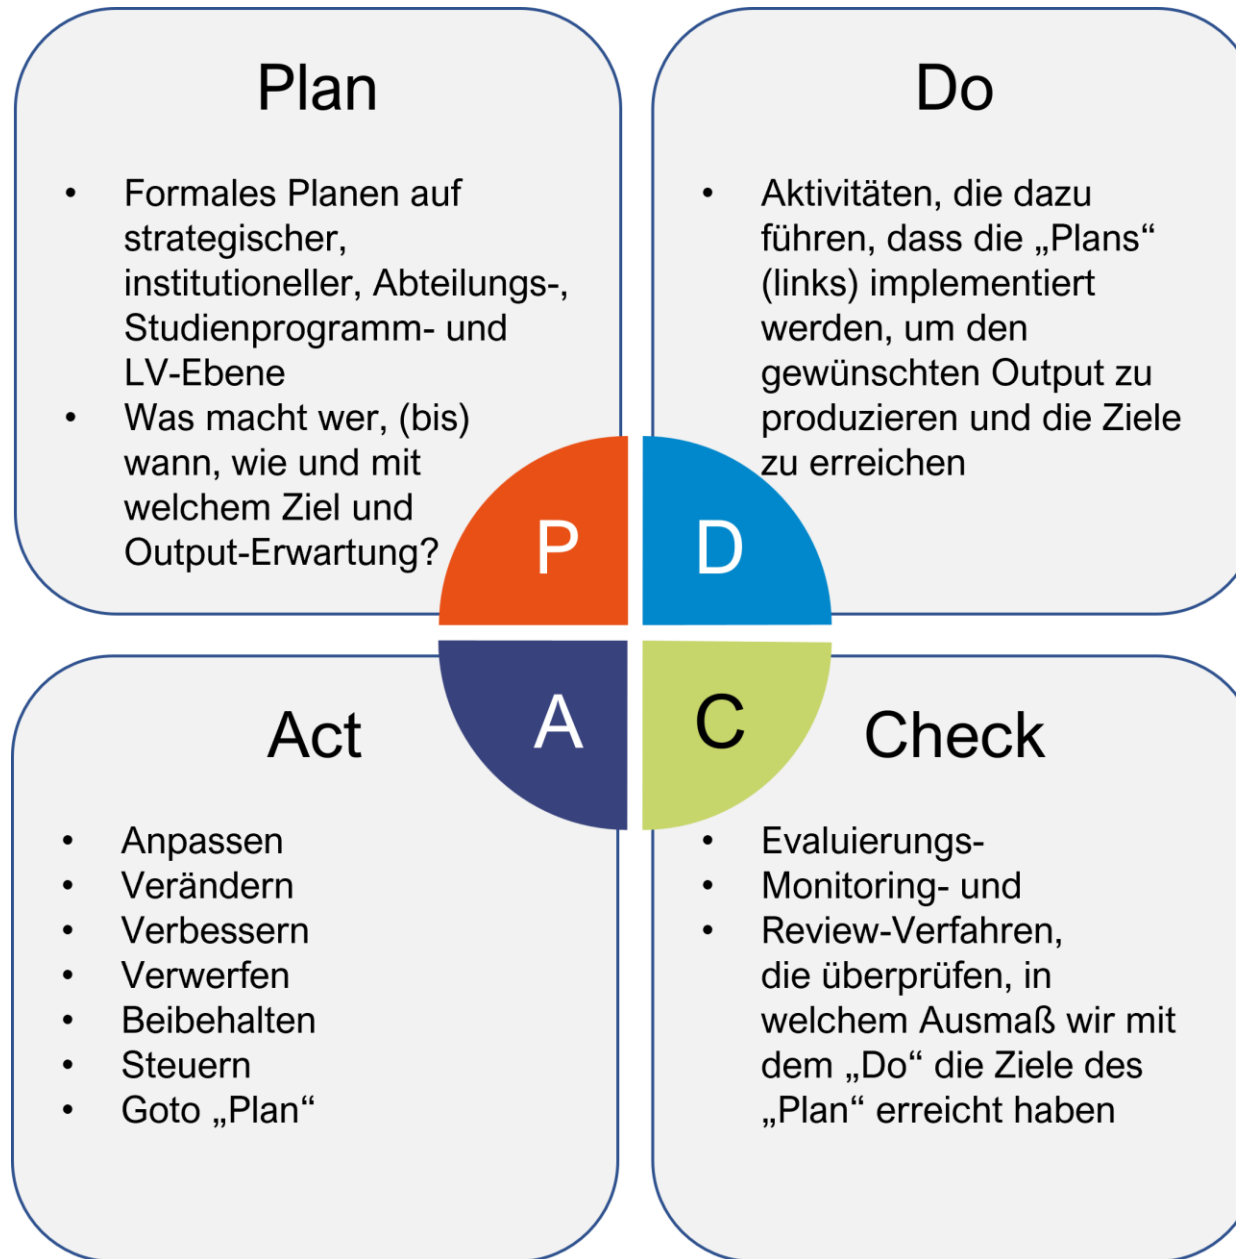 Plan
• Formales Planen auf
strategischer,
institutioneller, Abteilungs-,
Studienprogramm- und
LV-Ebene
• Was macht wer, (bis)
wann, wie und mit
welchem Ziel und
Output-Erwartung?
Do
• Aktivitäten, die dazu
führen, dass die „Plans“
(links) implementiert
werden, um den
gewünschten Output zu
produzieren und die Ziele
zu erreichen
P
D
A
C
Act
• Anpassen
• Verändern
• Verbessern
• Verwerfen
• Beibehalten
• Steuern
• Goto „Plan“
Check
• Evaluierungs-
• Monitoring- und
• Review-Verfahren,
die überprüfen, in
welchem Ausmaß wir mit
dem „Do“ die Ziele des
„Plan“ erreicht haben